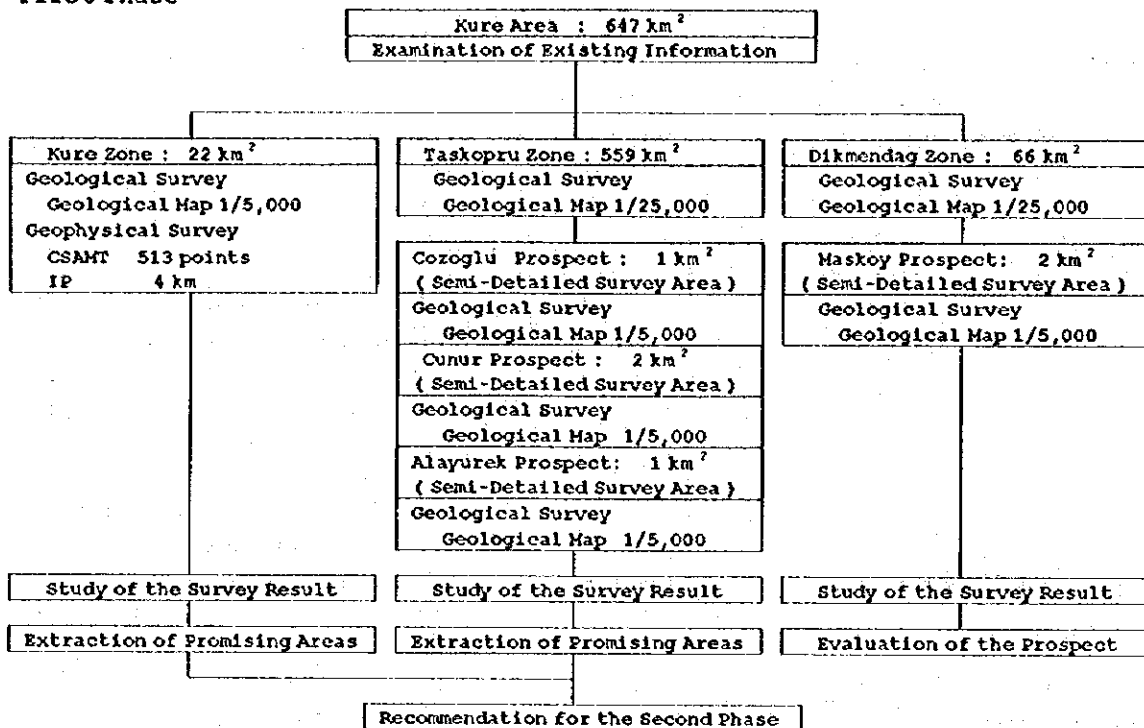 First Phase
Kure Area : 647 km²
Examination of Existing Information
Kure Zone : 22 km²
Geological Survey
Geological Map 1/5,000
Geophysical Survey
CSAMT 513 points
IP 4 km
Taskopru Zone : 559 km²
Geological Survey
Geological Map 1/25,000
Cozoglu Prospect : 1 km²
( Semi-Detailed Survey Area )
Geological Survey
Geological Map 1/5,000
Cunur Prospect : 2 km²
( Semi-Detailed Survey Area )
Geological Survey
Geological Map 1/5,000
Alayurek Prospect: 1 km²
( Semi-Detailed Survey Area )
Geological Survey
Geological Map 1/5,000
Dikmendag Zone : 66 km²
Geological Survey
Geological Map 1/25,000
Maskoy Prospect: 2 km²
( Semi-Detailed Survey Area )
Geological Survey
Geological Map 1/5,000
Study of the Survey Result
Study of the Survey Result
Study of the Survey Result
Extraction of Promising Areas
Extraction of Promising Areas
Evaluation of the Prospect
Recommendation for the Second Phase